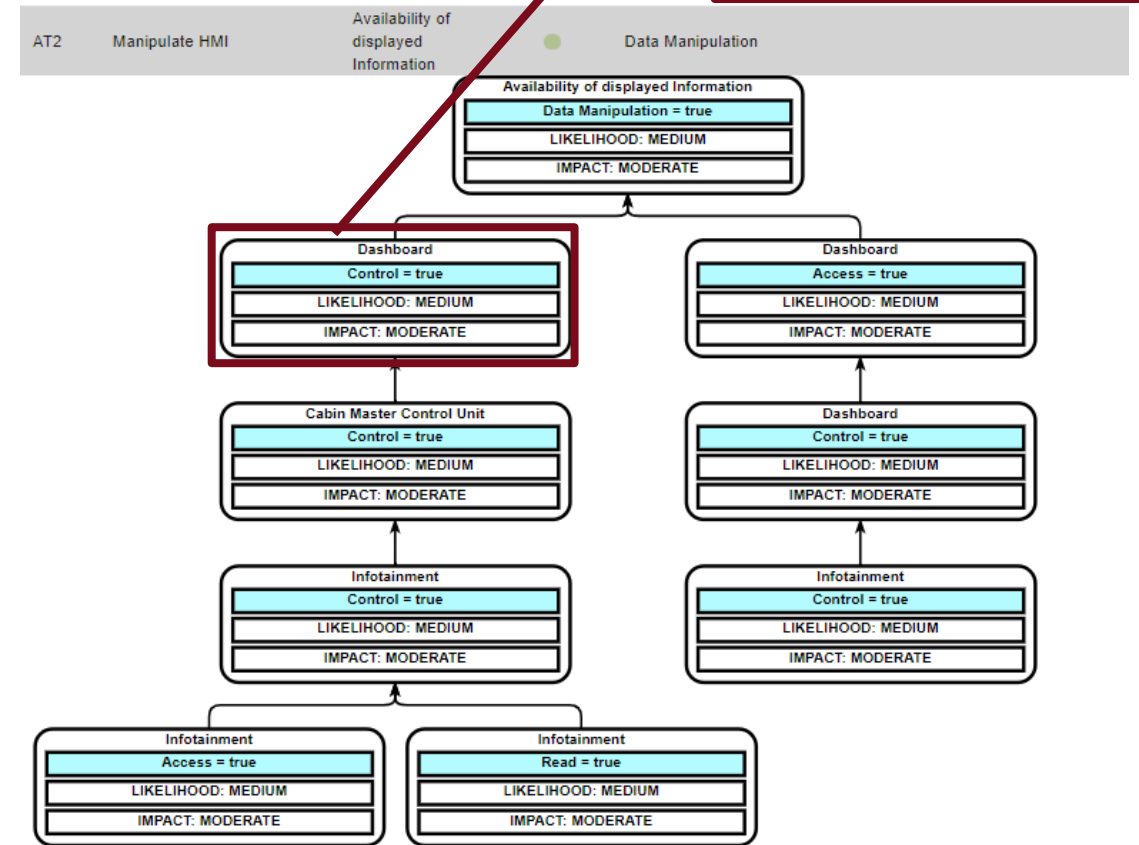 AT2
Manipulate HMI
Availability of
displayed
Information
Data Manipulation
Availability of displayed Information
Data Manipulation = true
LIKELIHOOD: MEDIUM
IMPACT: MODERATE
Dashboard
Control = true
LIKELIHOOD: MEDIUM
IMPACT: MODERATE
Dashboard
Access = true
LIKELIHOOD: MEDIUM
IMPACT: MODERATE
Cabin Master Control Unit
Control = true
LIKELIHOOD: MEDIUM
IMPACT: MODERATE
Dashboard
Control = true
LIKELIHOOD: MEDIUM
IMPACT: MODERATE
Infotainment
Control = true
LIKELIHOOD: MEDIUM
IMPACT: MODERATE
Infotainment
Control = true
LIKELIHOOD: MEDIUM
IMPACT: MODERATE
Infotainment
Access = true
LIKELIHOOD: MEDIUM
IMPACT: MODERATE
Infotainment
Read = true
LIKELIHOOD: MEDIUM
IMPACT: MODERATE